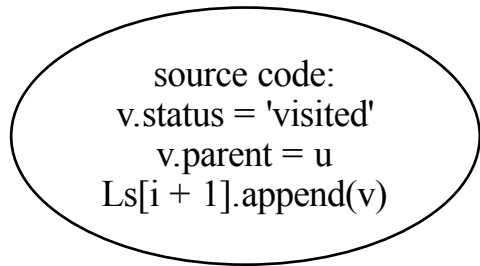 source code:
v.status = 'visited'
v.parent = u
Ls[i + 1].append(v)